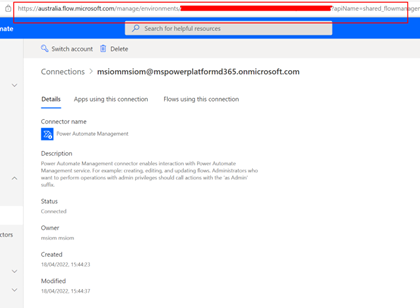 https://australia.flow.microsoft.com/manage/environments/ ?apiName=shared_flowmanagem
mate
Search for helpful resources
Switch account Delete
Connections > msiommsiom@mspowerplatformd365.onmicrosoft.com
Details Apps using this connection Flows using this connection
Connector name
Power Automate Management
Description
Power Automate Management connector enables interaction with Power Automate
Management service. For example: creating, editing, and updating flows. Administrators who
want to perform operations with admin privileges should call actions with the 'as Admin'
suffix.
Status
Connected
Owner
ctors
msiom msiom
Created
18/04/2022, 15:44:23
Modified
18/04/2022, 15:44:37